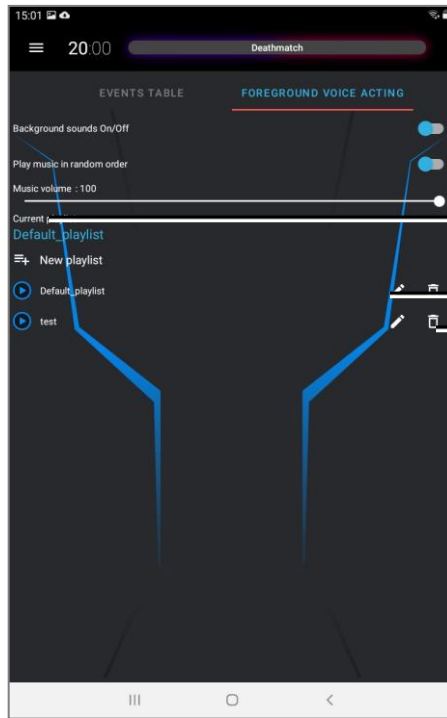 15:01
20:00
Deathmatch
EVENTS TABLE
FOREGROUND VOICE ACTING
Background sounds On/Off
Play music in random order
Music volume : 100
Current
Default_playlist
New playlist
Default_playlist
test